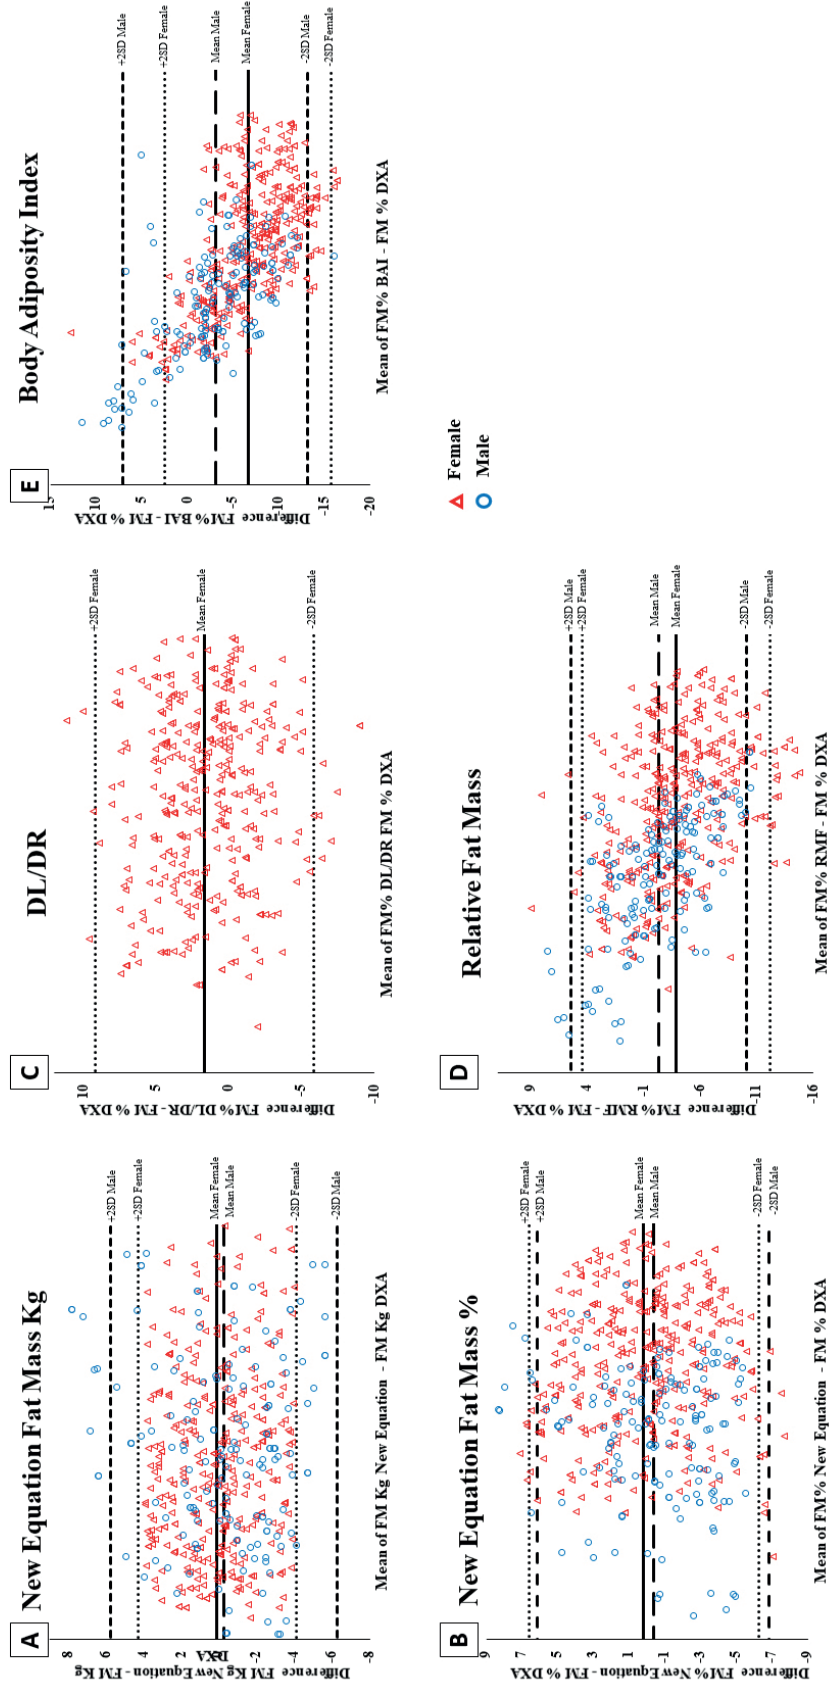 A
New Equation Fat Mass Kg
8
6
4
2
0
-2
-4
-6
-8
Difference FM Kg New Equation - FM Kg DXA
+2SD Male
+2SD Female
Mean Female
Mean Male
-2SD Female
-2SD Male
Mean of FM Kg New Equation - FM Kg DXA
B
New Equation Fat Mass %
9
7
5
3
1
-1
-3
-5
-7
-9
Difference FM% New Equation - FM % DXA
+2SD Female
+2SD Male
Mean Female
Mean Male
-2SD Female
-2SD Male
Mean of FM% New Equation - FM % DXA
C
DL/DR
10
5
0
-5
-10
Difference FM% DL/DR - FM % DXA
+2SD Female
Mean Female
-2SD Female
Mean of FM% DL/DR FM % DXA
D
Relative Fat Mass
9
4
-1
-6
-11
-16
Difference FM% RMF - FM % DXA
+2SD Male
+2SD Female
Mean Male
Mean Female
-2SD Male
-2SD Female
Mean of FM% RMF - FM % DXA
E
Body Adiposity Index
15
10
5
0
-5
-10
-15
-20
Difference FM% BAI - FM % DXA
+2SD Male
+2SD Female
Mean Male
Mean Female
-2SD Male
-2SD Female
Mean of FM% BAI - FM % DXA
Female
Male